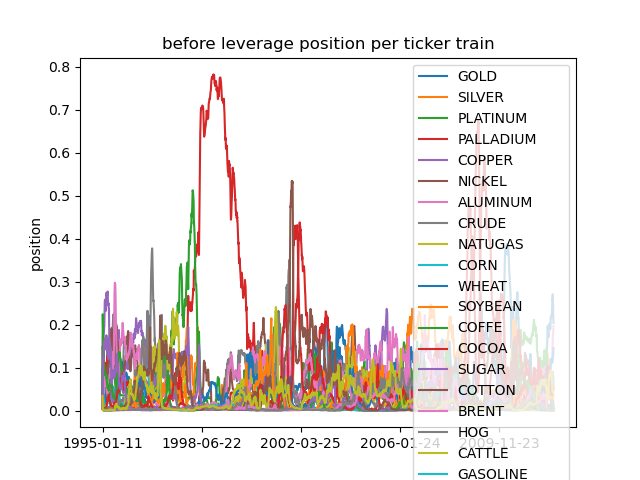 before leverage position per ticker train
position
0.8
0.7
0.6
0.5
0.4
0.3
0.2
0.1
0.0
1995-01-11 1998-06-22 2002-03-25 2006-01-24 2009-11-23
GOLD
SILVER
PLATINUM
PALLADIUM
COPPER
NICKEL
ALUMINUM
CRUDE
NATUGAS
CORN
WHEAT
SOYBEAN
COFFE
COCOA
SUGAR
COTTON
BRENT
HOG
CATTLE
GASOLINE